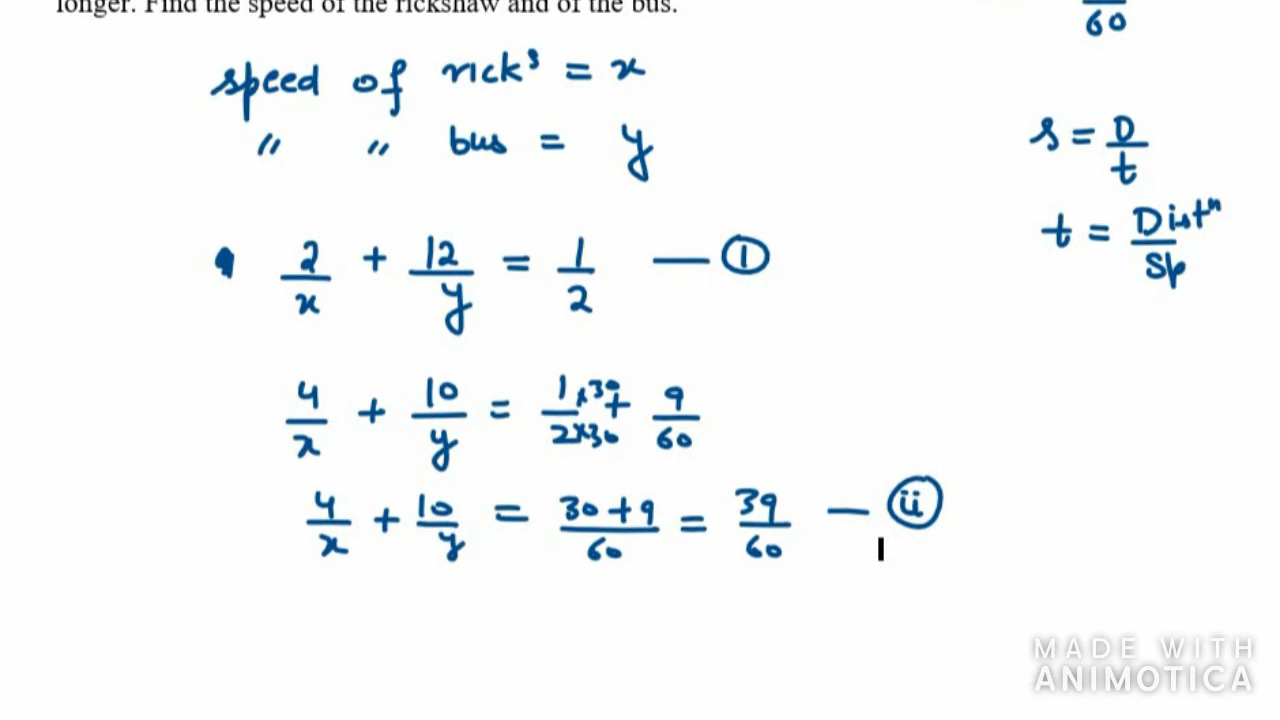 longer. Find the speed of the rickshaw and of the bus.
60
speed of rick^s = x
" " bus = y
s = D/t
t = Dist^n/Sp
2/x + 12/y = 1/2 — ①
4/x + 10/y = 1×30/2×30 + 9/60
4/x + 10/y = 30+9/60 = 39/60 — ⓘⓘ
MADE WITH
ANIMOTICA